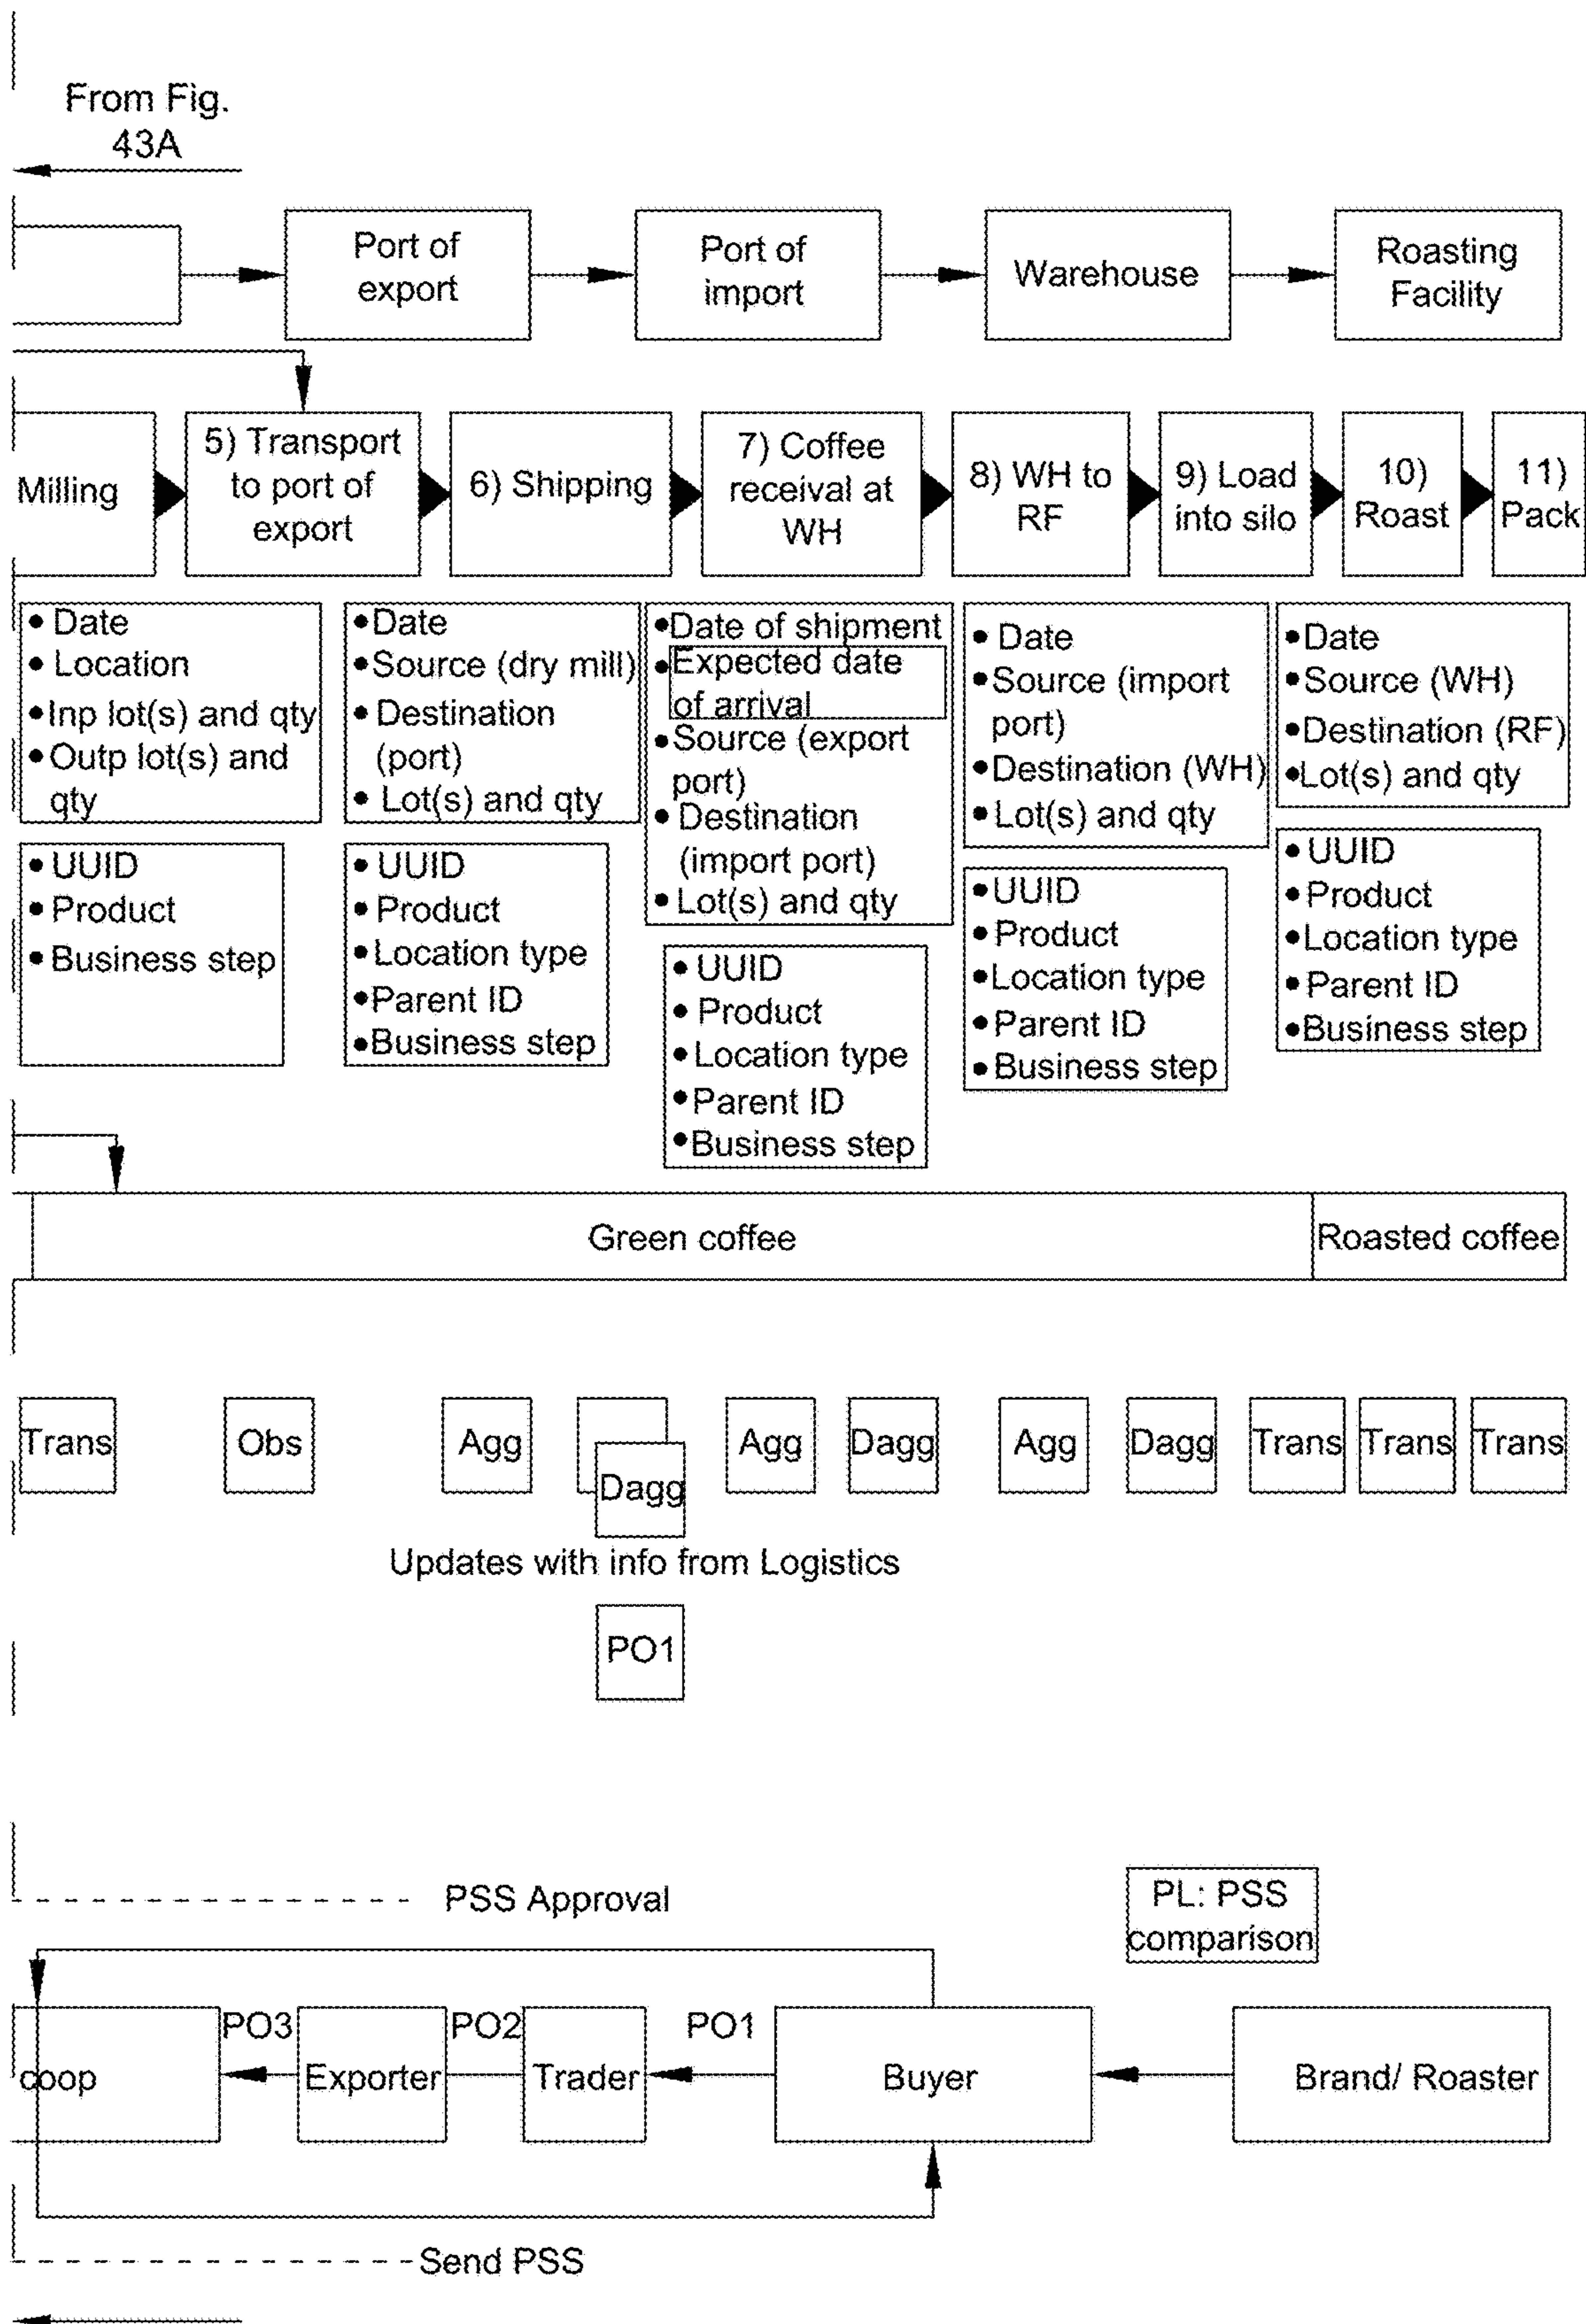 From Fig.
43A
Port of
export
Port of
import
Warehouse
Roasting
Facility
Milling
5) Transport
to port of
export
6) Shipping
7) Coffee
receival at
WH
8) WH to
RF
9) Load
into silo
10)
Roast
11)
Pack
• Date
• Location
• Inp lot(s) and qty
• Outp lot(s) and
qty
• Date
• Source (dry mill)
• Destination
(port)
• Lot(s) and qty
• Date of shipment
• Expected date
of arrival
• Source (export
port)
• Destination
(import port)
• Lot(s) and qty
• Date
• Source (import
port)
• Destination (WH)
• Lot(s) and qty
• Date
• Source (WH)
• Destination (RF)
• Lot(s) and qty
• UUID
• Product
• Business step
• UUID
• Product
• Location type
• Parent ID
• Business step
• UUID
• Product
• Location type
• Parent ID
• Business step
• UUID
• Product
• Location type
• Parent ID
• Business step
• UUID
• Product
• Location type
• Parent ID
• Business step
Green coffee
Roasted coffee
Trans
Obs
Agg
Dagg
Agg
Dagg
Agg
Dagg
Trans
Trans
Trans
Updates with info from Logistics
PO1
PSS Approval
PL: PSS
comparison
coop
PO3
Exporter
PO2
Trader
PO1
Buyer
Brand/ Roaster
Send PSS